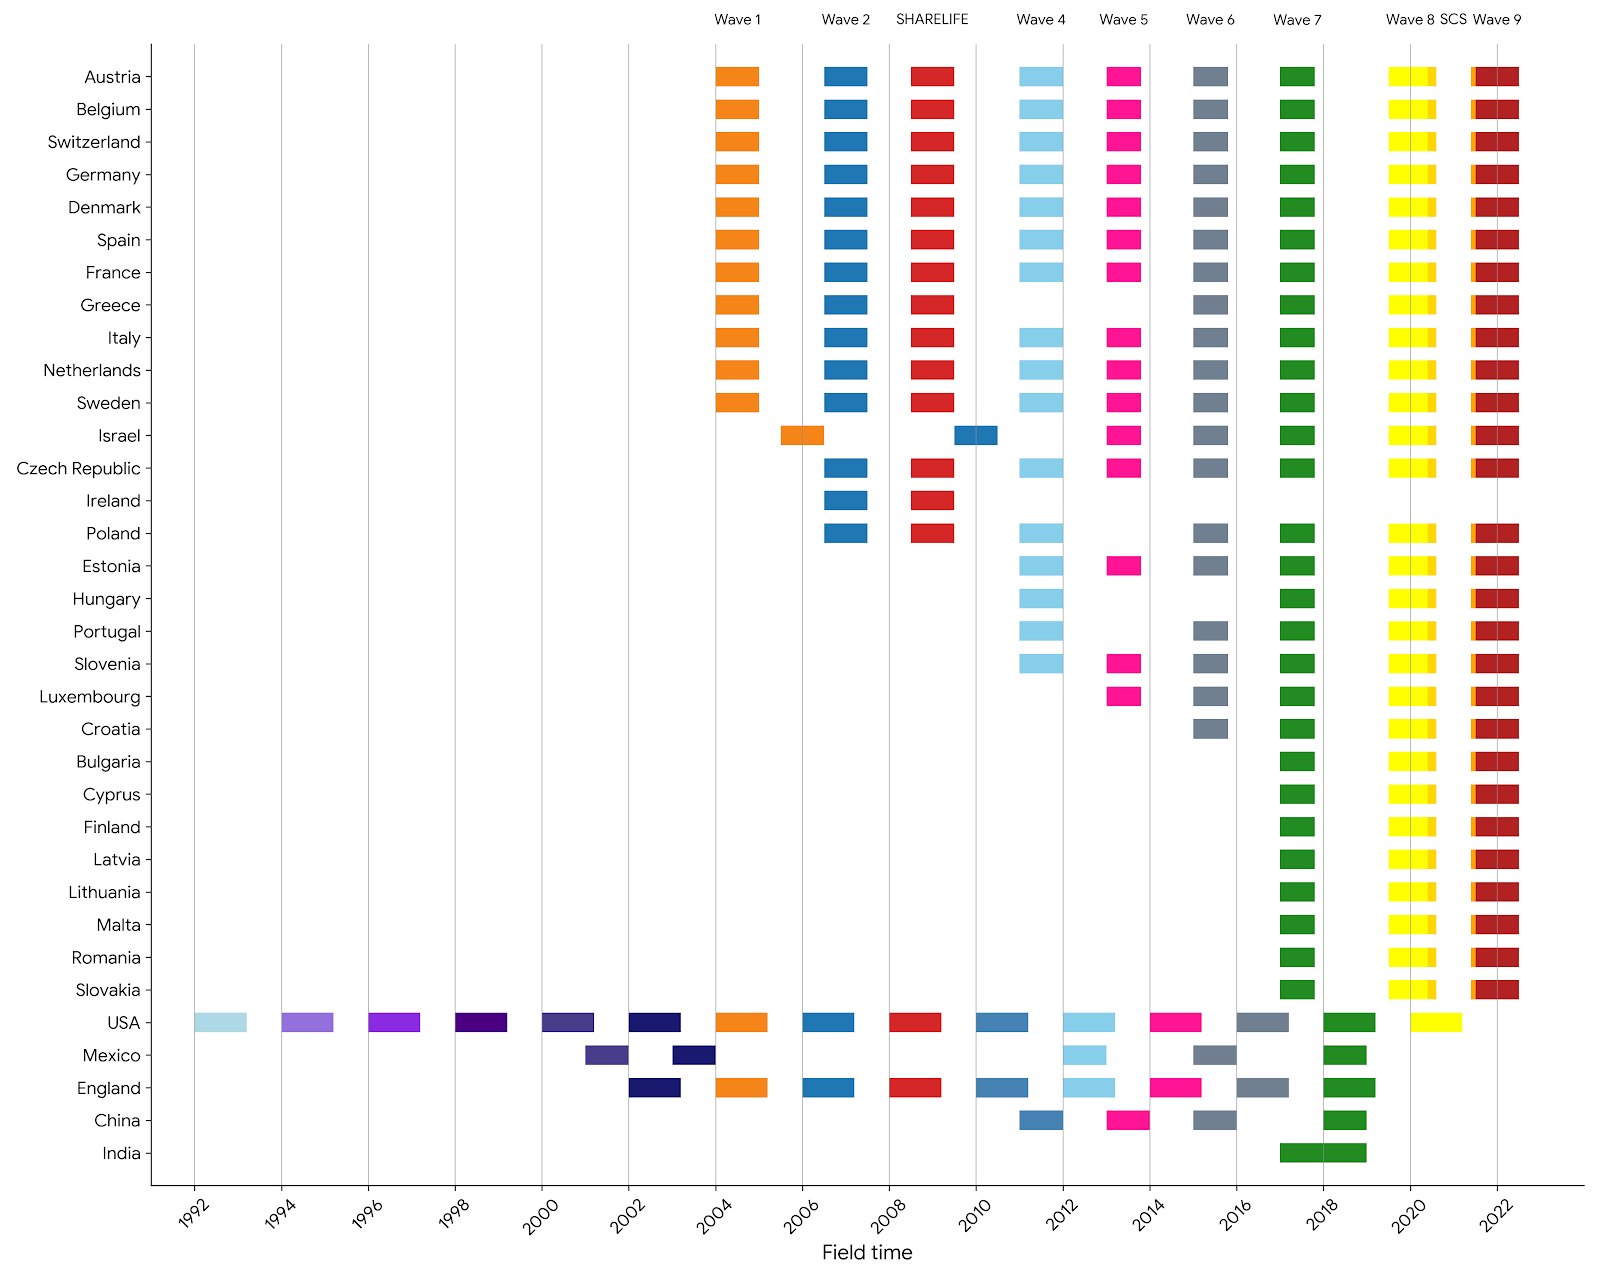 Wave 1 Wave 2 SHARELIFE Wave 4 Wave 5 Wave 6 Wave 7 Wave 8 SCS Wave 9
Austria
Belgium
Switzerland
Germany
Denmark
Spain
France
Greece
Italy
Netherlands
Sweden
Israel
Czech Republic
Ireland
Poland
Estonia
Hungary
Portugal
Slovenia
Luxembourg
Croatia
Bulgaria
Cyprus
Finland
Latvia
Lithuania
Malta
Romania
Slovakia
USA
Mexico
England
China
India
1992 1994 1996 1998 2000 2002 2004 2006 2008 2010 2012 2014 2016 2018 2020 2022
Field time